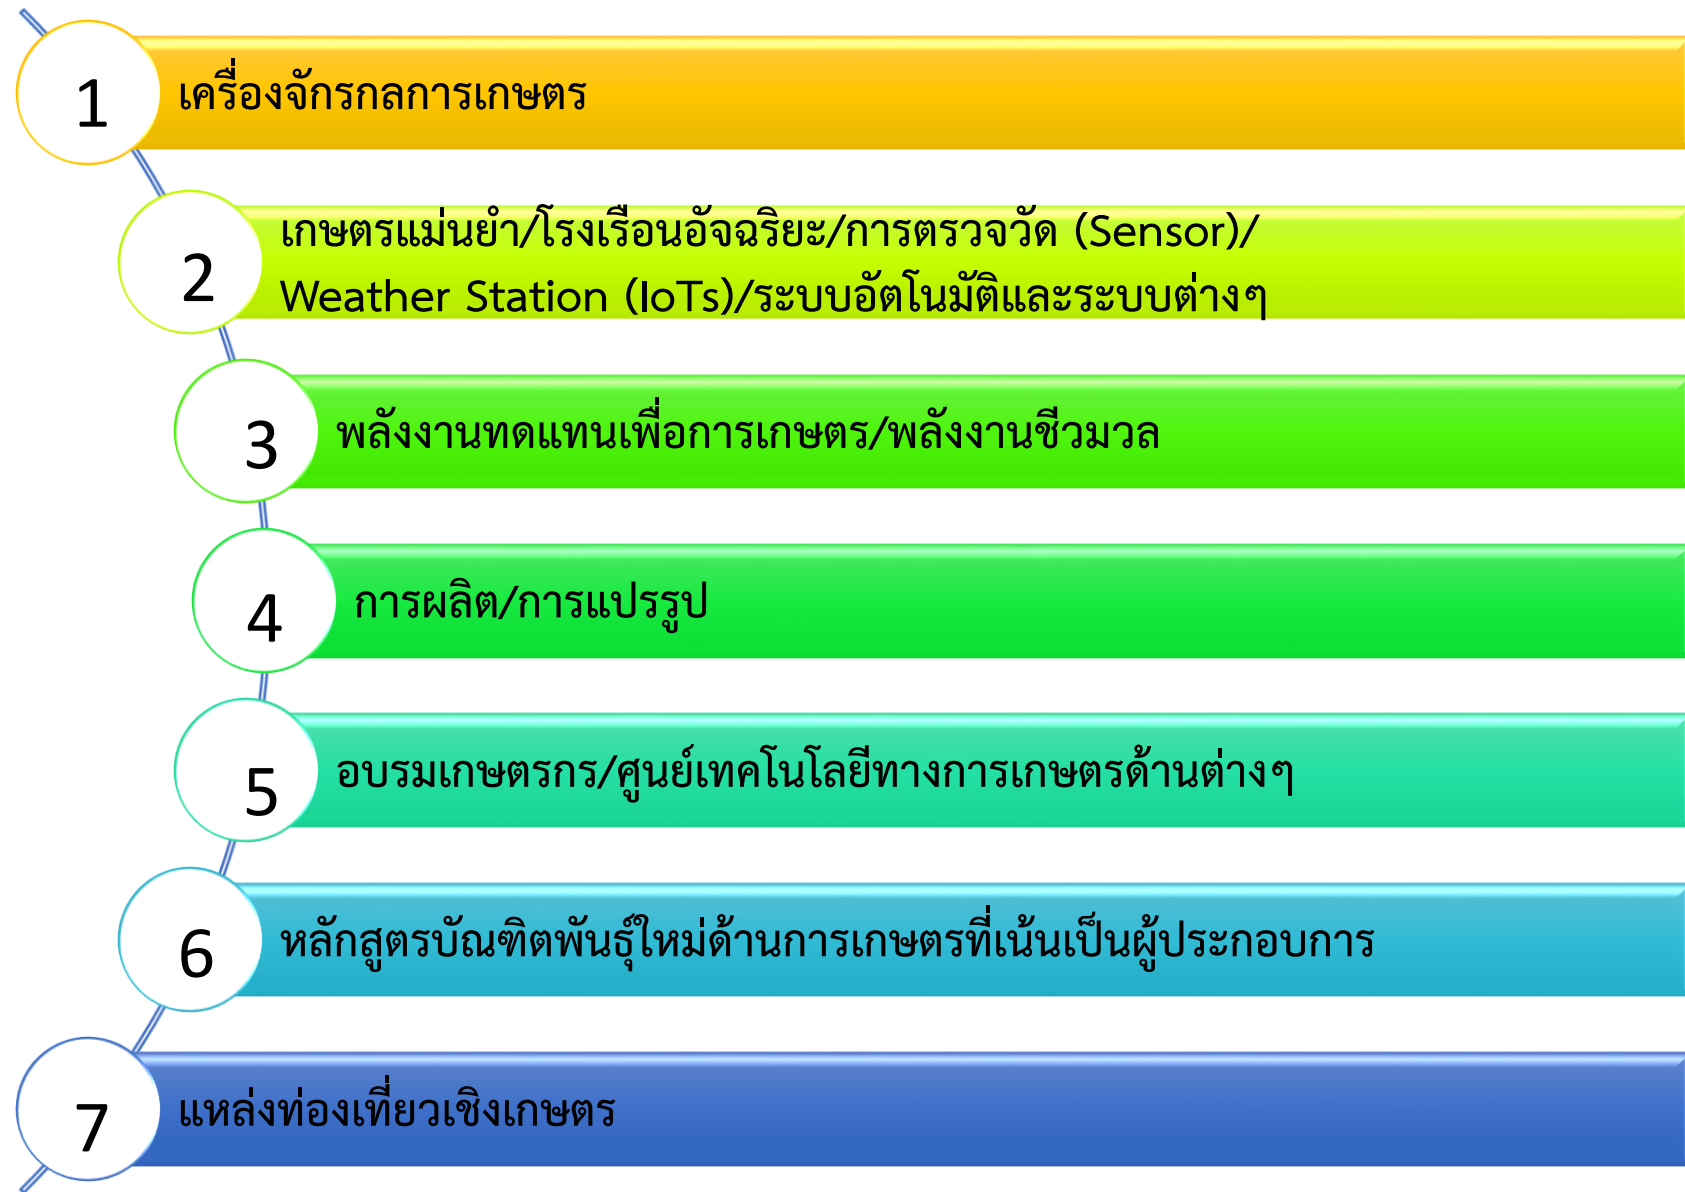 1
เครื่องจักรกลการเกษตร
2
เกษตรแม่นยำ/โรงเรือนอัจฉริยะ/การตรวจวัด (Sensor)/
Weather Station (IoTs)/ระบบอัตโนมัติและระบบต่างๆ
3
พลังงานทดแทนเพื่อการเกษตร/พลังงานชีวมวล
4
การผลิต/การแปรรูป
5
อบรมเกษตรกร/ศูนย์เทคโนโลยีทางการเกษตรด้านต่างๆ
6
หลักสูตรบัณฑิตพันธุ์ใหม่ด้านการเกษตรที่เน้นเป็นผู้ประกอบการ
7
แหล่งท่องเที่ยวเชิงเกษตร